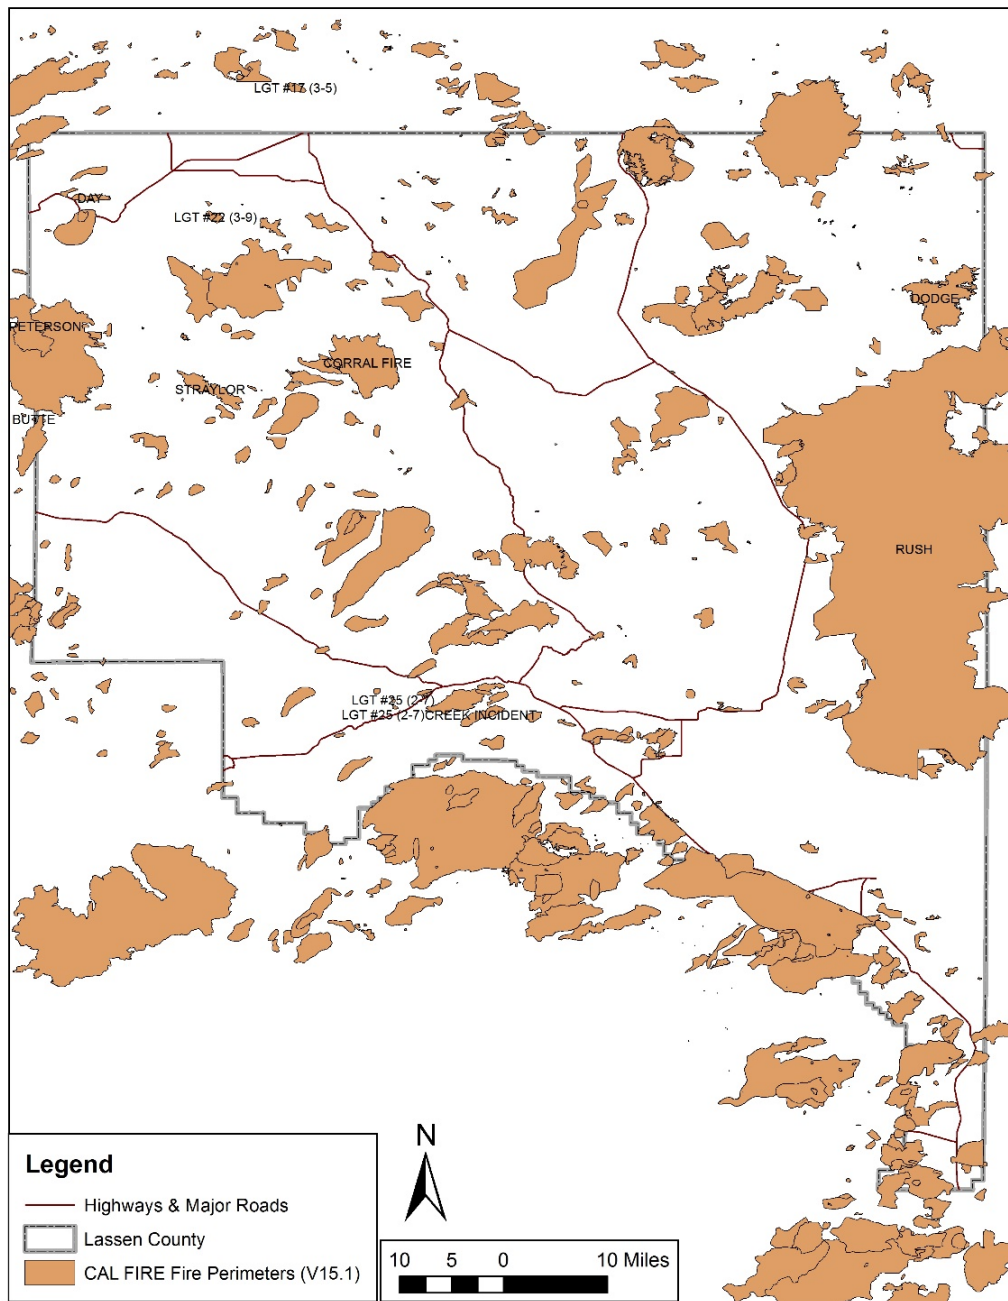 LGT #17 (3-5)
DAY
LGT #22 (3-9)
DODGE
PETERSON
CORRAL FIRE
STRAYLOR
BUTTE
RUSH
LGT #25 (2-7)
LGT #25 (2-7)CREEK INCIDENT
N
Legend
Highways & Major Roads
Lassen County
CAL FIRE Fire Perimeters (V15.1)
10 5 0 10 Miles